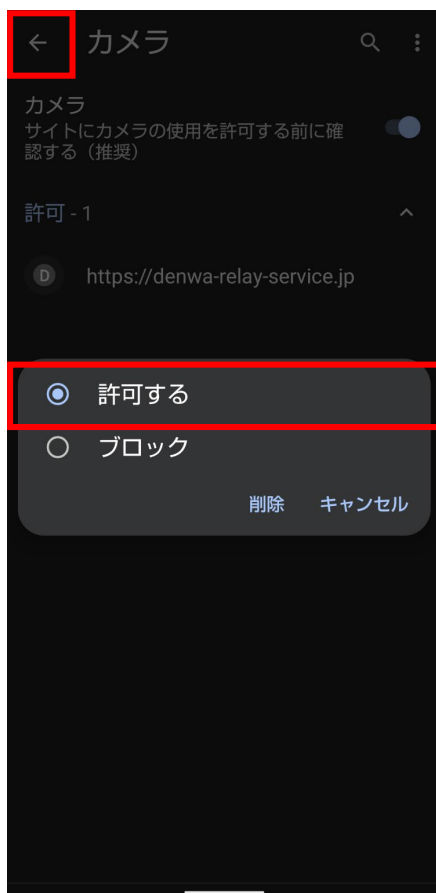 カメラ
カメラ
サイトにカメラの使用を許可する前に確
認する（推奨）
許可 - 1
D
https://denwa-relay-service.jp
許可する
ブロック
削除 キャンセル